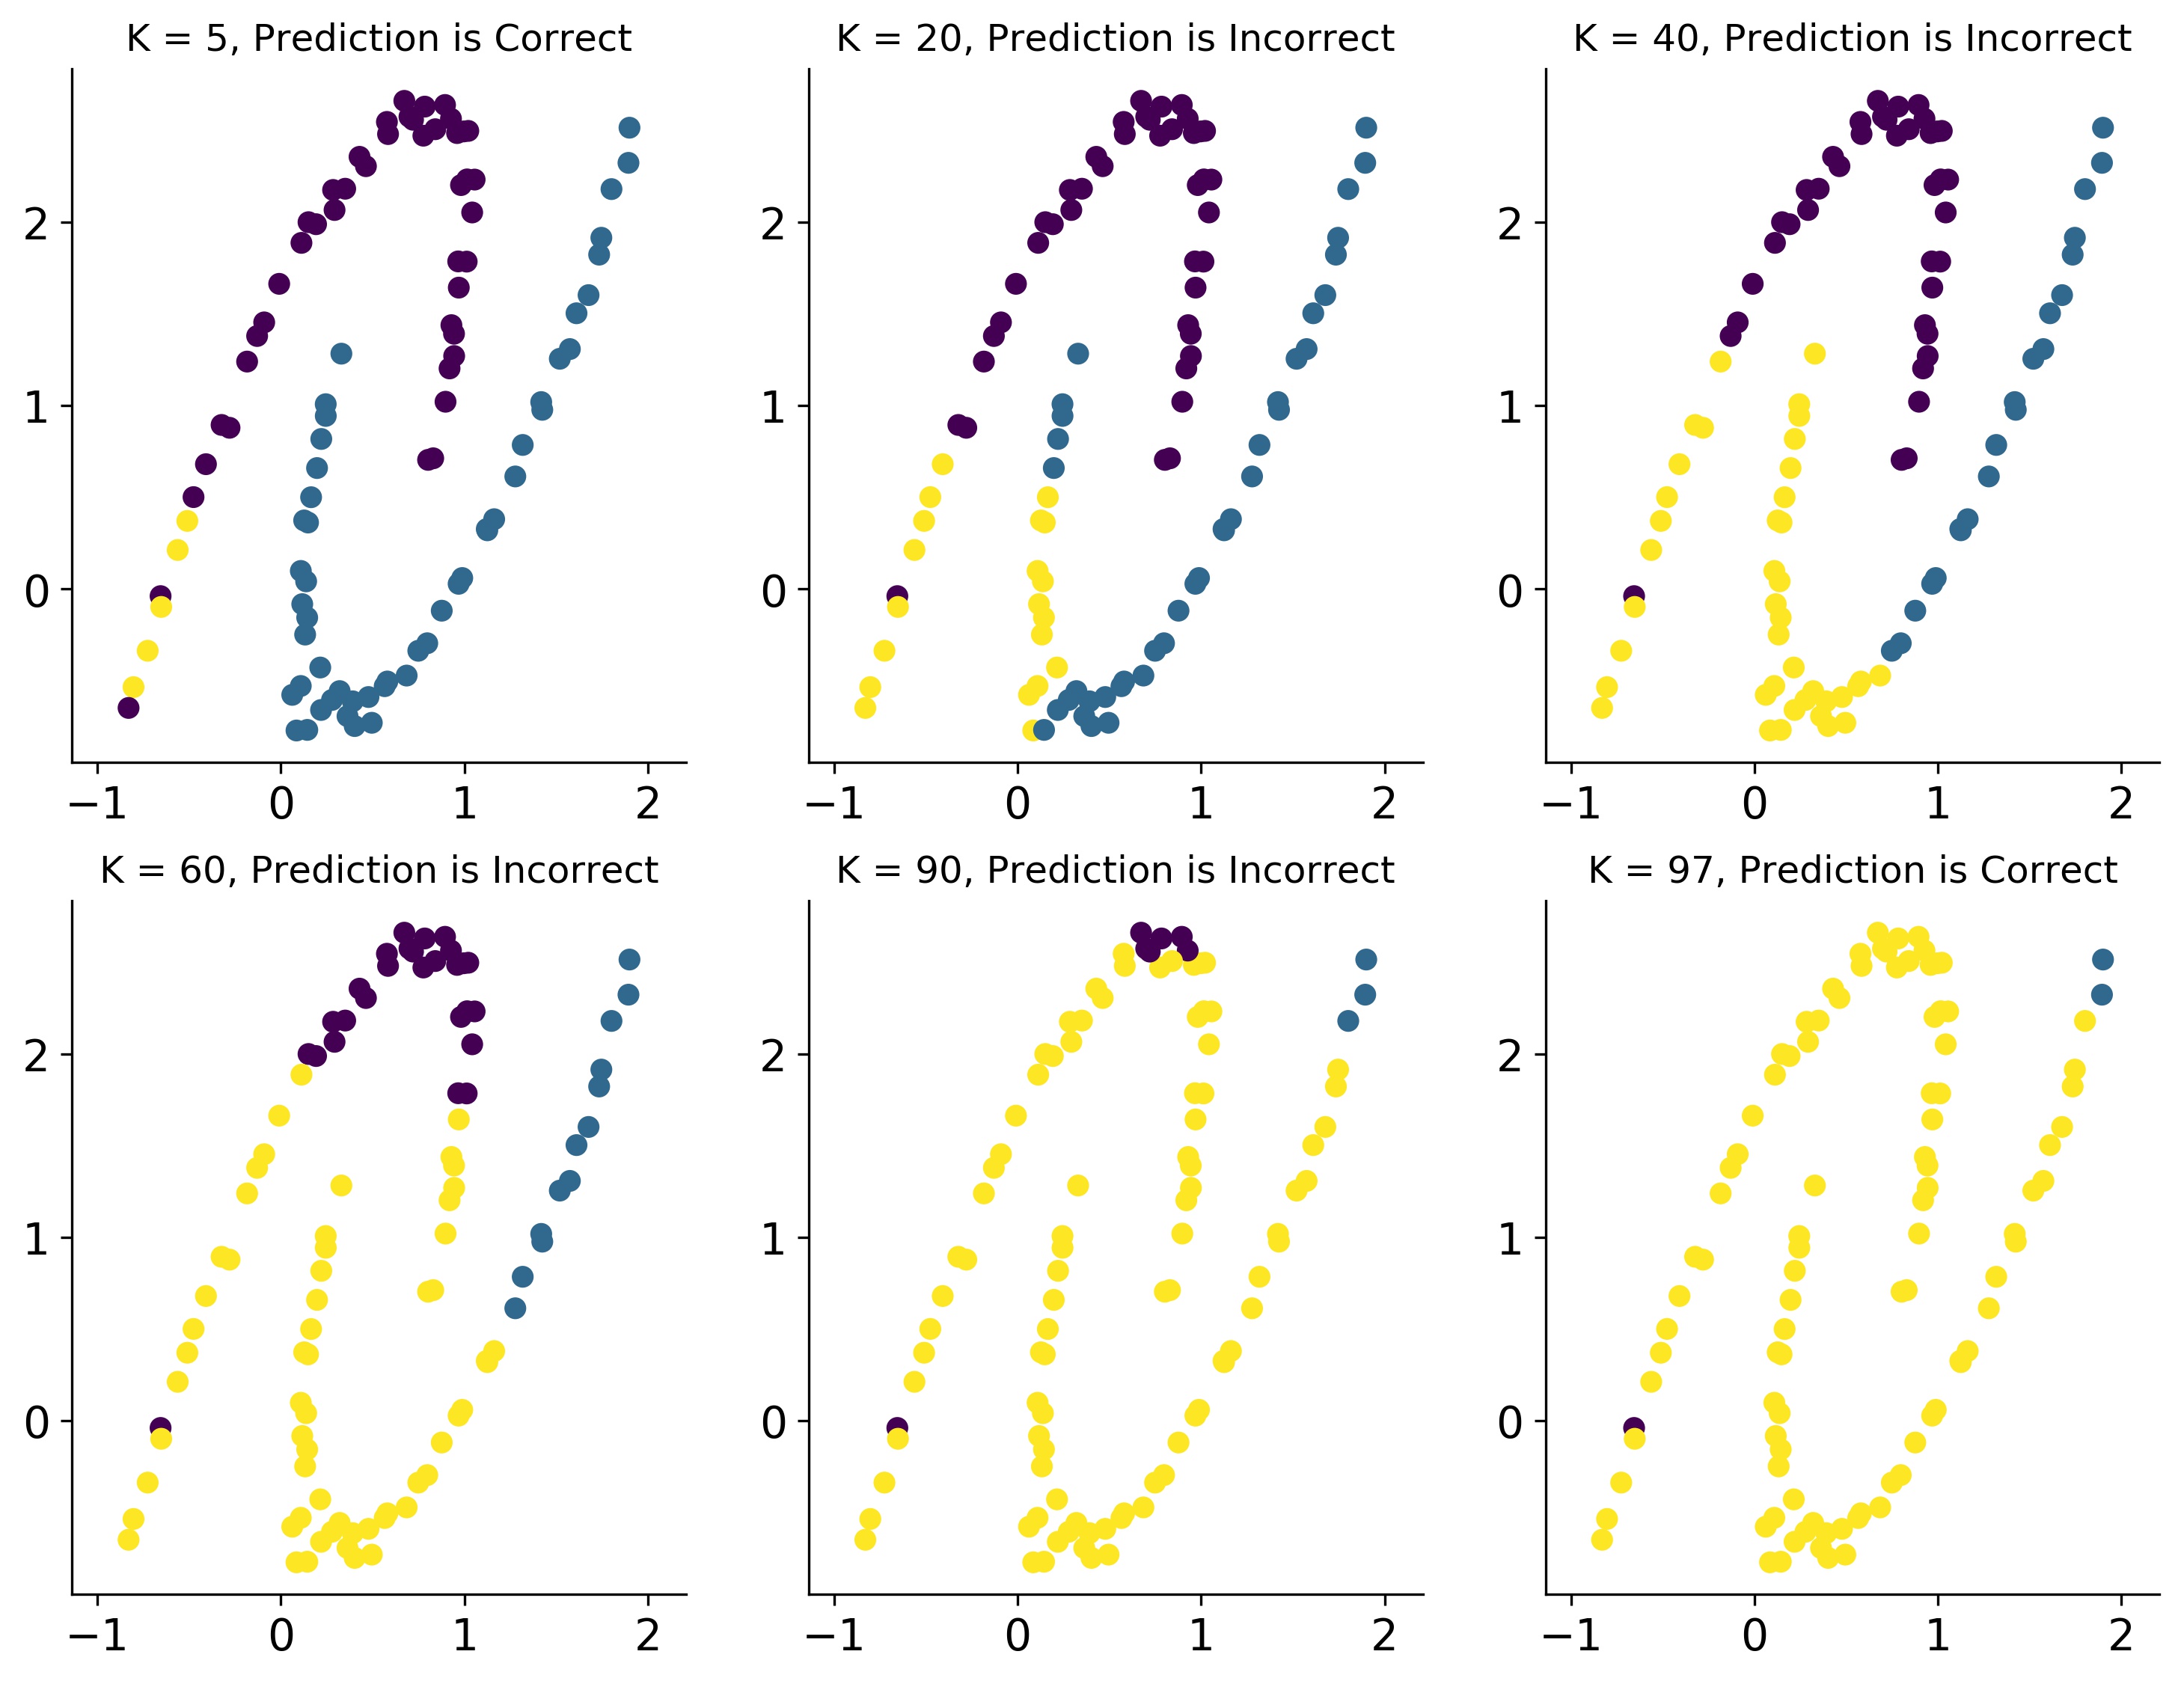 K = 5, Prediction is Correct
K = 20, Prediction is Incorrect
K = 40, Prediction is Incorrect
2
2
2
1
1
1
0
0
0
−1 0 1 2
−1 0 1 2
−1 0 1 2
K = 60, Prediction is Incorrect
K = 90, Prediction is Incorrect
K = 97, Prediction is Correct
2
2
2
1
1
1
0
0
0
−1 0 1 2
−1 0 1 2
−1 0 1 2